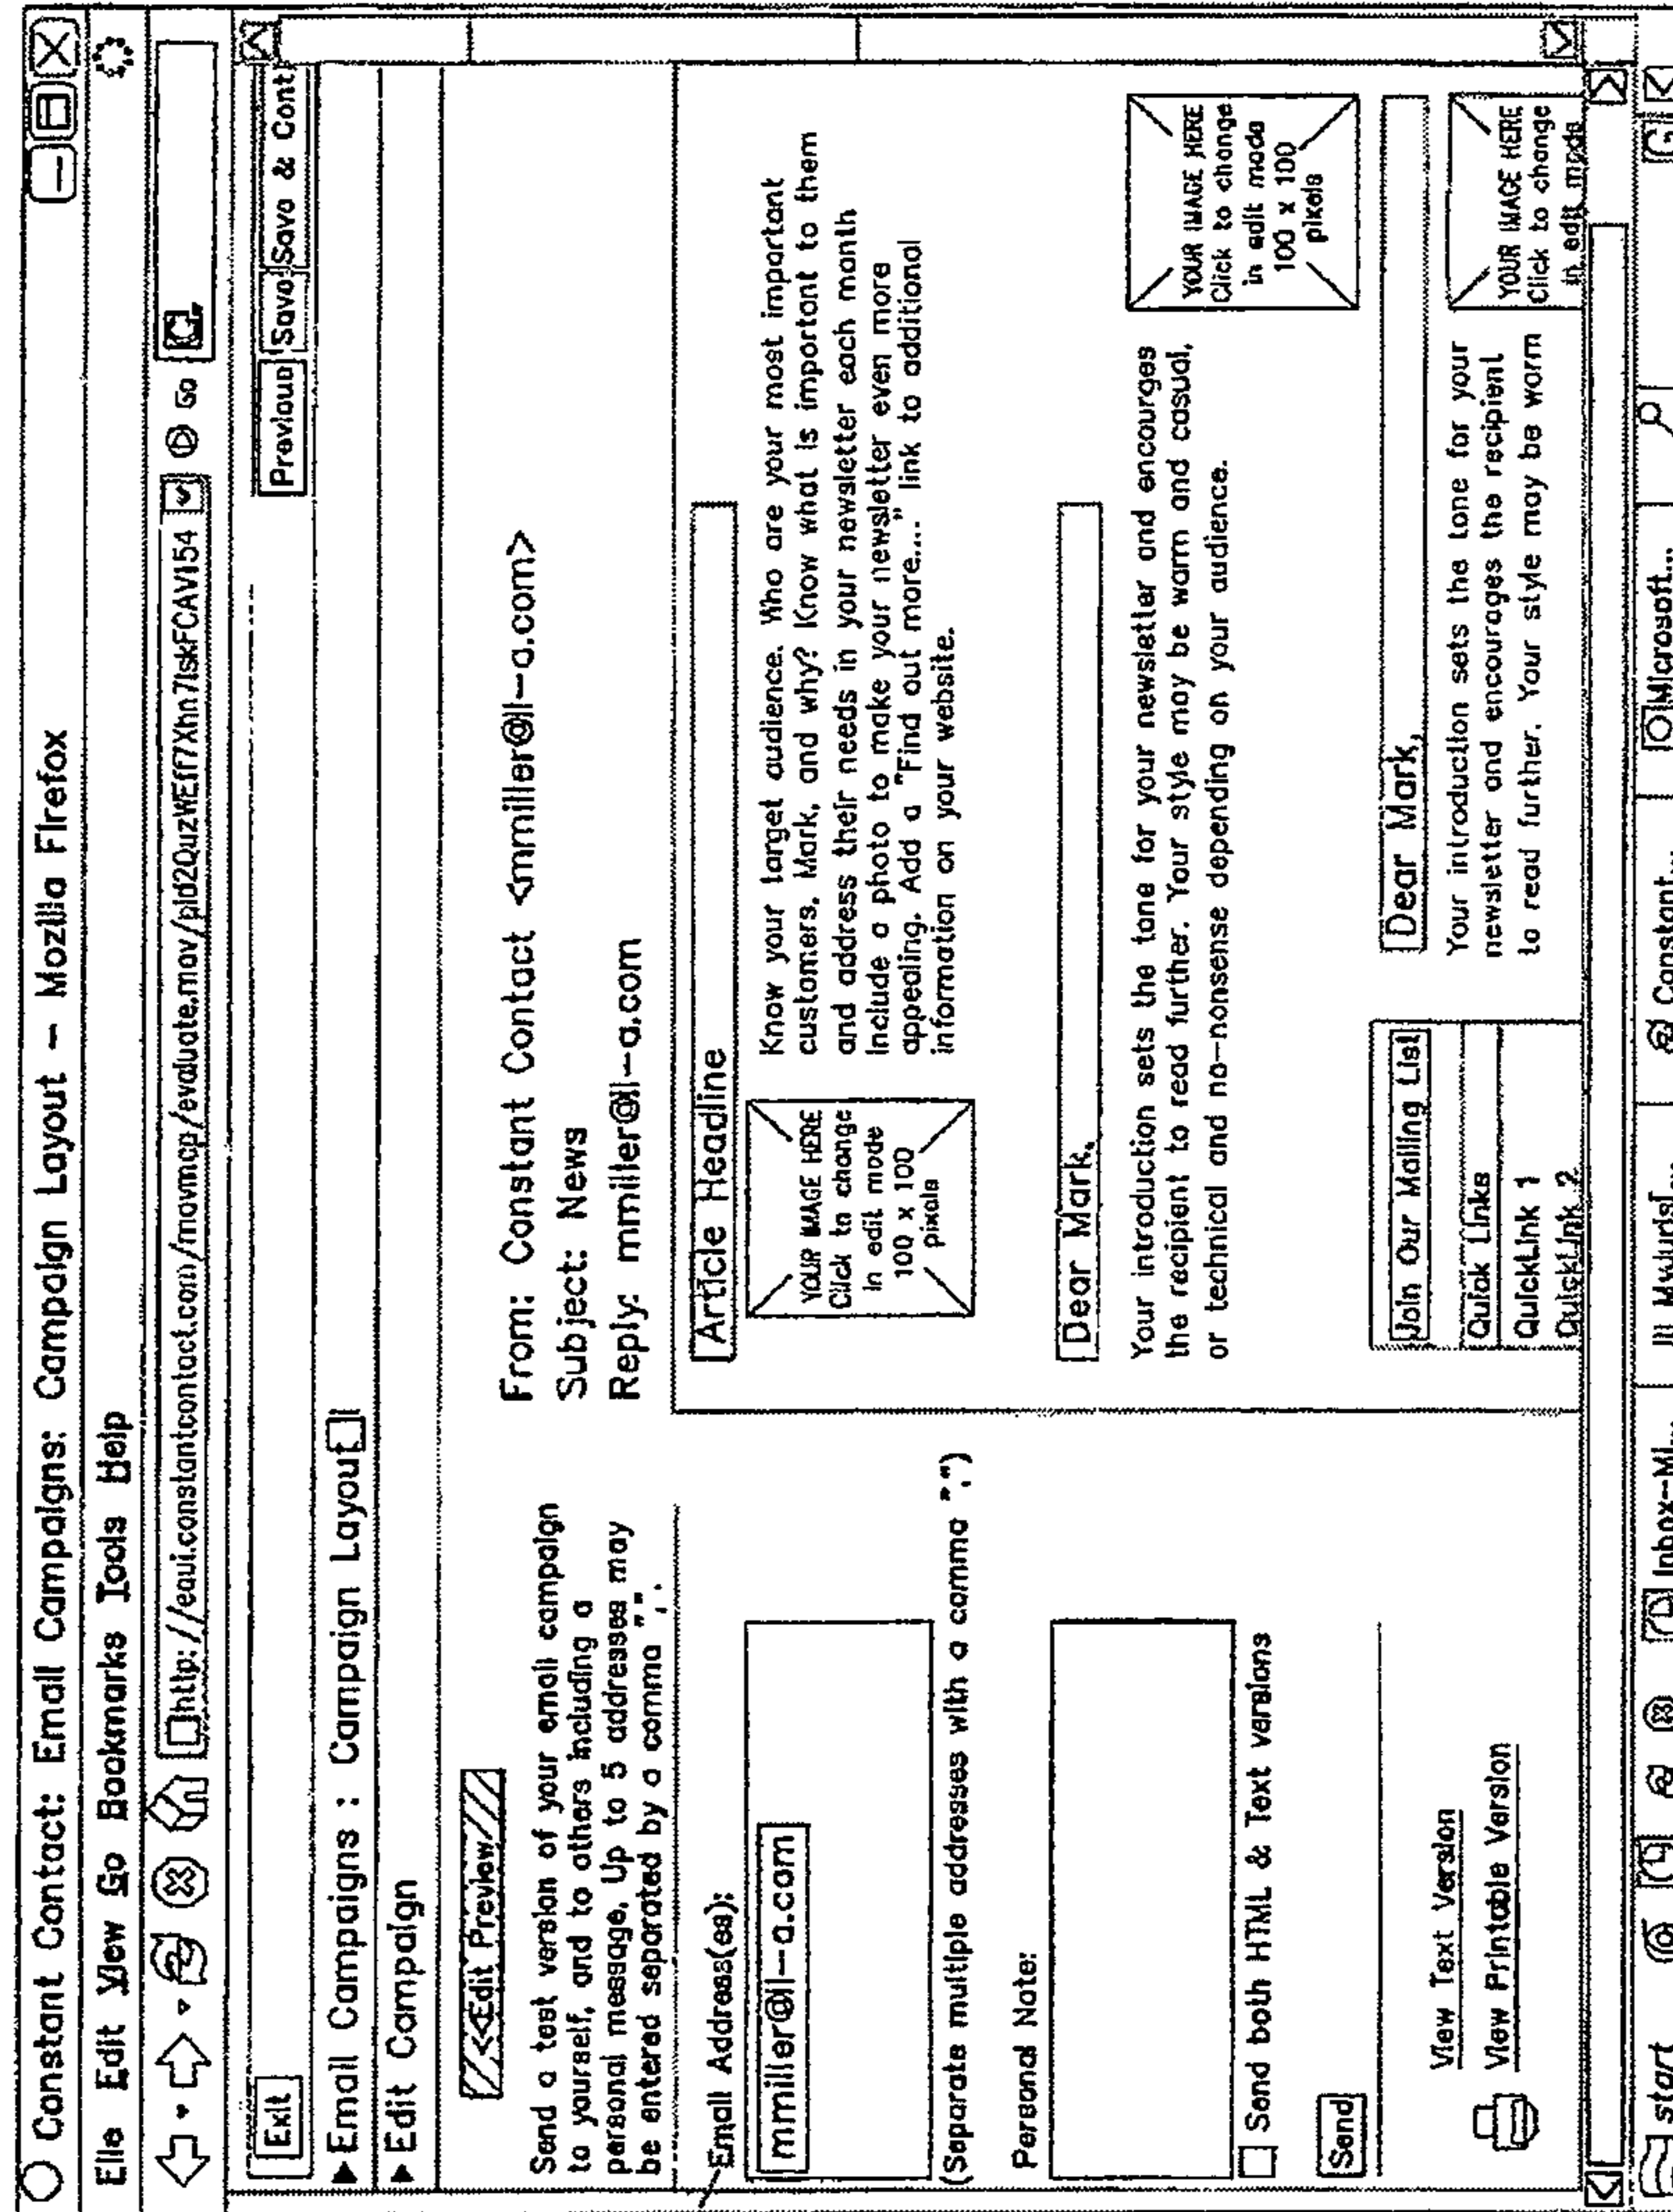 Constant Contact: Email Campaigns: Campaign Layout – Mozilla Firefox
File Edit View Go Bookmarks Tools Help
Go
Exit
Previous Save Save & Cont
Email Campaigns : Campaign Layout
Edit Campaign
<<Edit Preview
Send a test version of your email campaign
to yourself, and to others including a
personal message. Up to 5 addresses may
be entered separated by a comma ",".
Email Address(es):
mmiller@ll-a.com
(Separate multiple addresses with a comma ",")
Personal Note:
Send both HTML & Text versions
Send
View Text Version
View Printable Version
From: Constant Contact <mmiller@ll-a.com>
Subject: News
Reply: mmiller@ll-a.com
Article Headline
YOUR IMAGE HERE
Click to change
in edit mode
100 x 100
pixels
Know your target audience. Who are your most important
customers, Mark, and why? Know what is important to them
and address their needs in your newsletter each month
Include a photo to make your newsletter even more
appealing. Add a "Find out more...." link to additional
information on your website.
Dear Mark,
Your introduction sets the tone for your newsletter and encourges
the recipient to read further. Your style may be warm and casual,
or technical and no-nonsense depending on your audience.
YOUR IMAGE HERE
Click to change
in edit mode
100 x 100
pixels
Join Our Mailing List
Quick Links
QuickLink 1
QuickLink 2
Dear Mark,
Your introduction sets the tone for your
newsletter and encourages the recipient
to read further. Your style may be warm
YOUR IMAGE HERE
Click to change
in edit mode
start
Inbox-Mi...
Constant...
Microsoft...